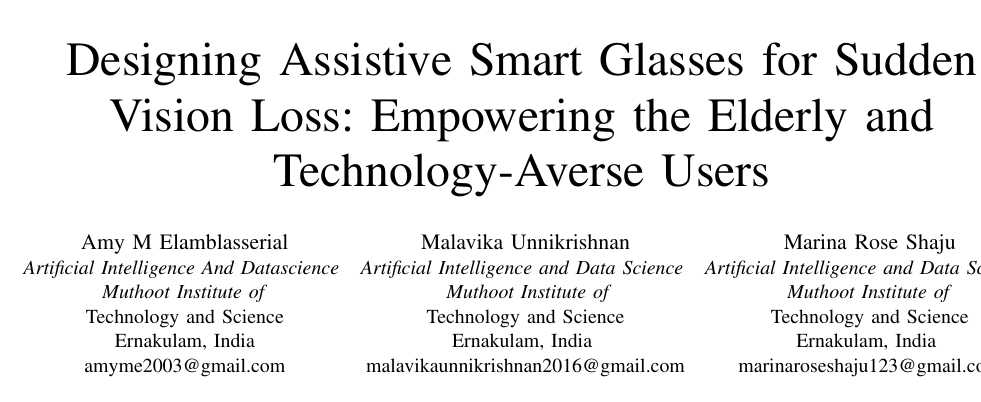 Designing Assistive Smart Glasses for Sudden
Vision Loss: Empowering the Elderly and
Technology-Averse Users
Amy M Elamblasserial
Artificial Intelligence And Datascience
Muthoot Institute of
Technology and Science
Ernakulam, India
amyme2003@gmail.com
Malavika Unnikrishnan
Artificial Intelligence and Data Science
Muthoot Institute of
Technology and Science
Ernakulam, India
malavikaunnikrishnan2016@gmail.com
Marina Rose Shaju
Artificial Intelligence and Data
Muthoot Institute of
Technology and Science
Ernakulam, India